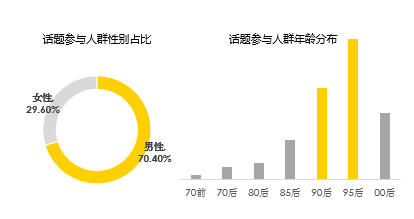 话题参与人群性别占比
女性,
29.60%
男性,
70.40%
话题参与人群年龄分布
70前 70后 80后 85后 90后 95后 00后